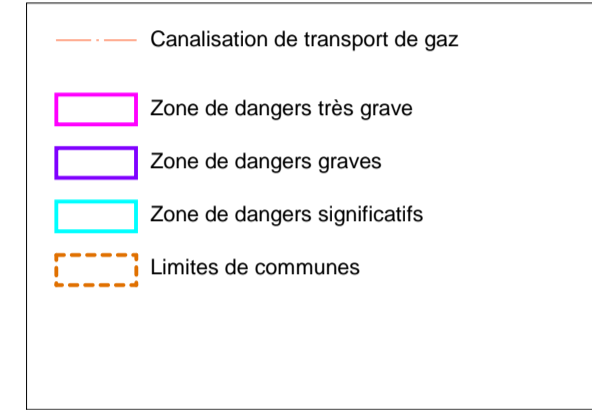 Canalisation de transport de gaz
Zone de dangers très grave
Zone de dangers graves
Zone de dangers significatifs
Limites de communes